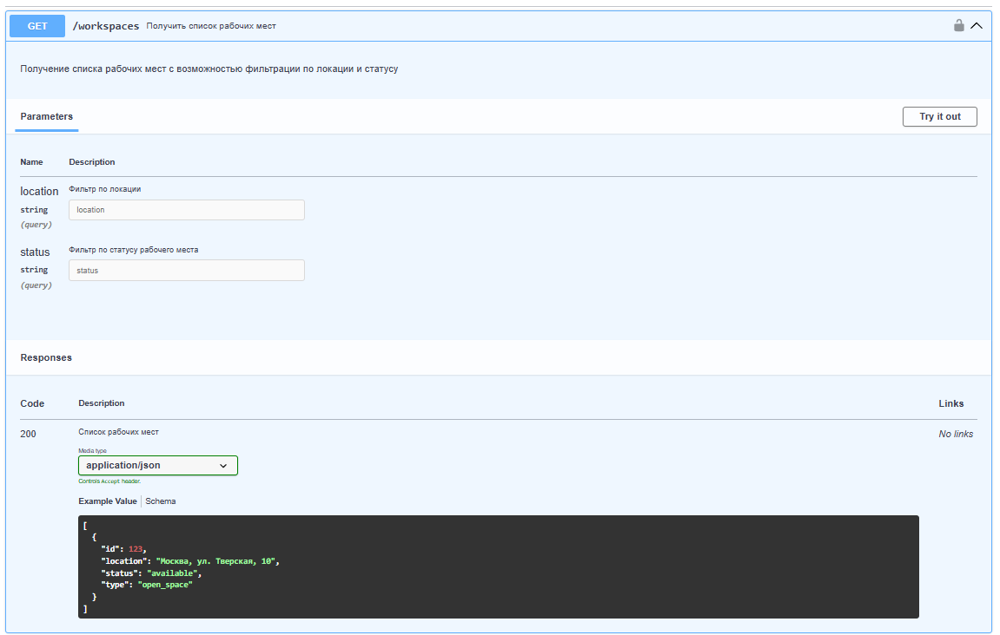 GET /workspaces Получить список рабочих мест
Получение списка рабочих мест с возможностью фильтрации по локации и статусу
Parameters Try it out
Name Description
location Фильтр по локации
string location
(query)
status Фильтр по статусу рабочего места
string status
(query)
Responses
Code Description Links
200 Список рабочих мест No links
Media type
application/json
Controls Accept header.
Example Value Schema
[
{
"id": 123,
"location": "Москва, ул. Тверская, 10",
"status": "available",
"type": "open_space"
}
]